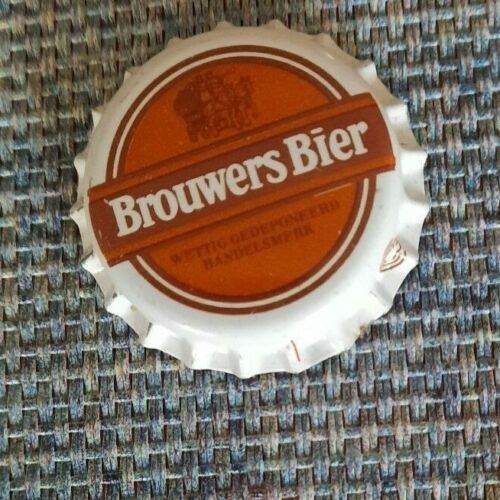 Brouwers Bier
WETTIG GEDEPONEERD
HANDELSMERK